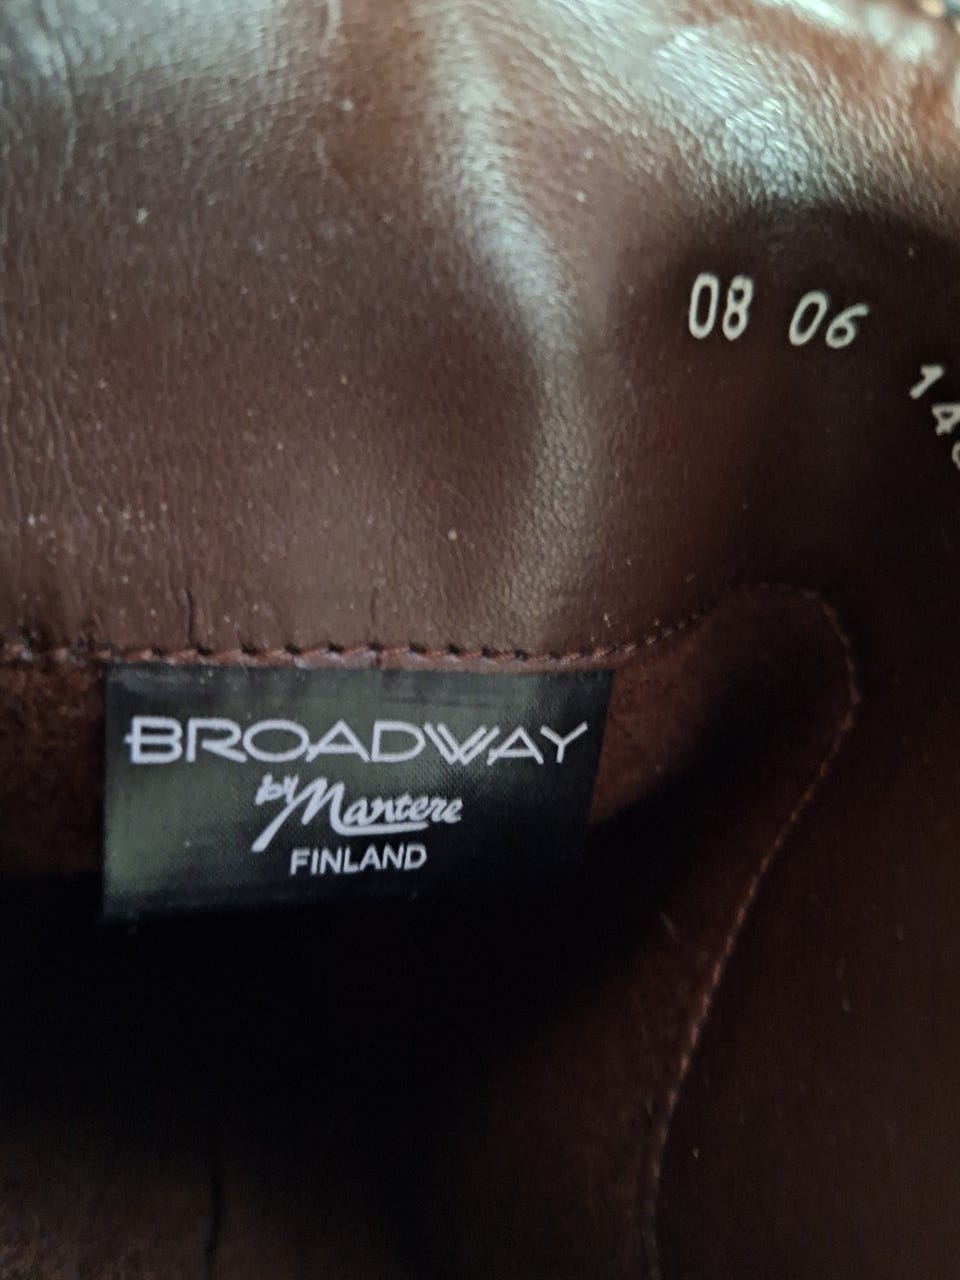 08 06
BROADWAY
by Mantere
FINLAND